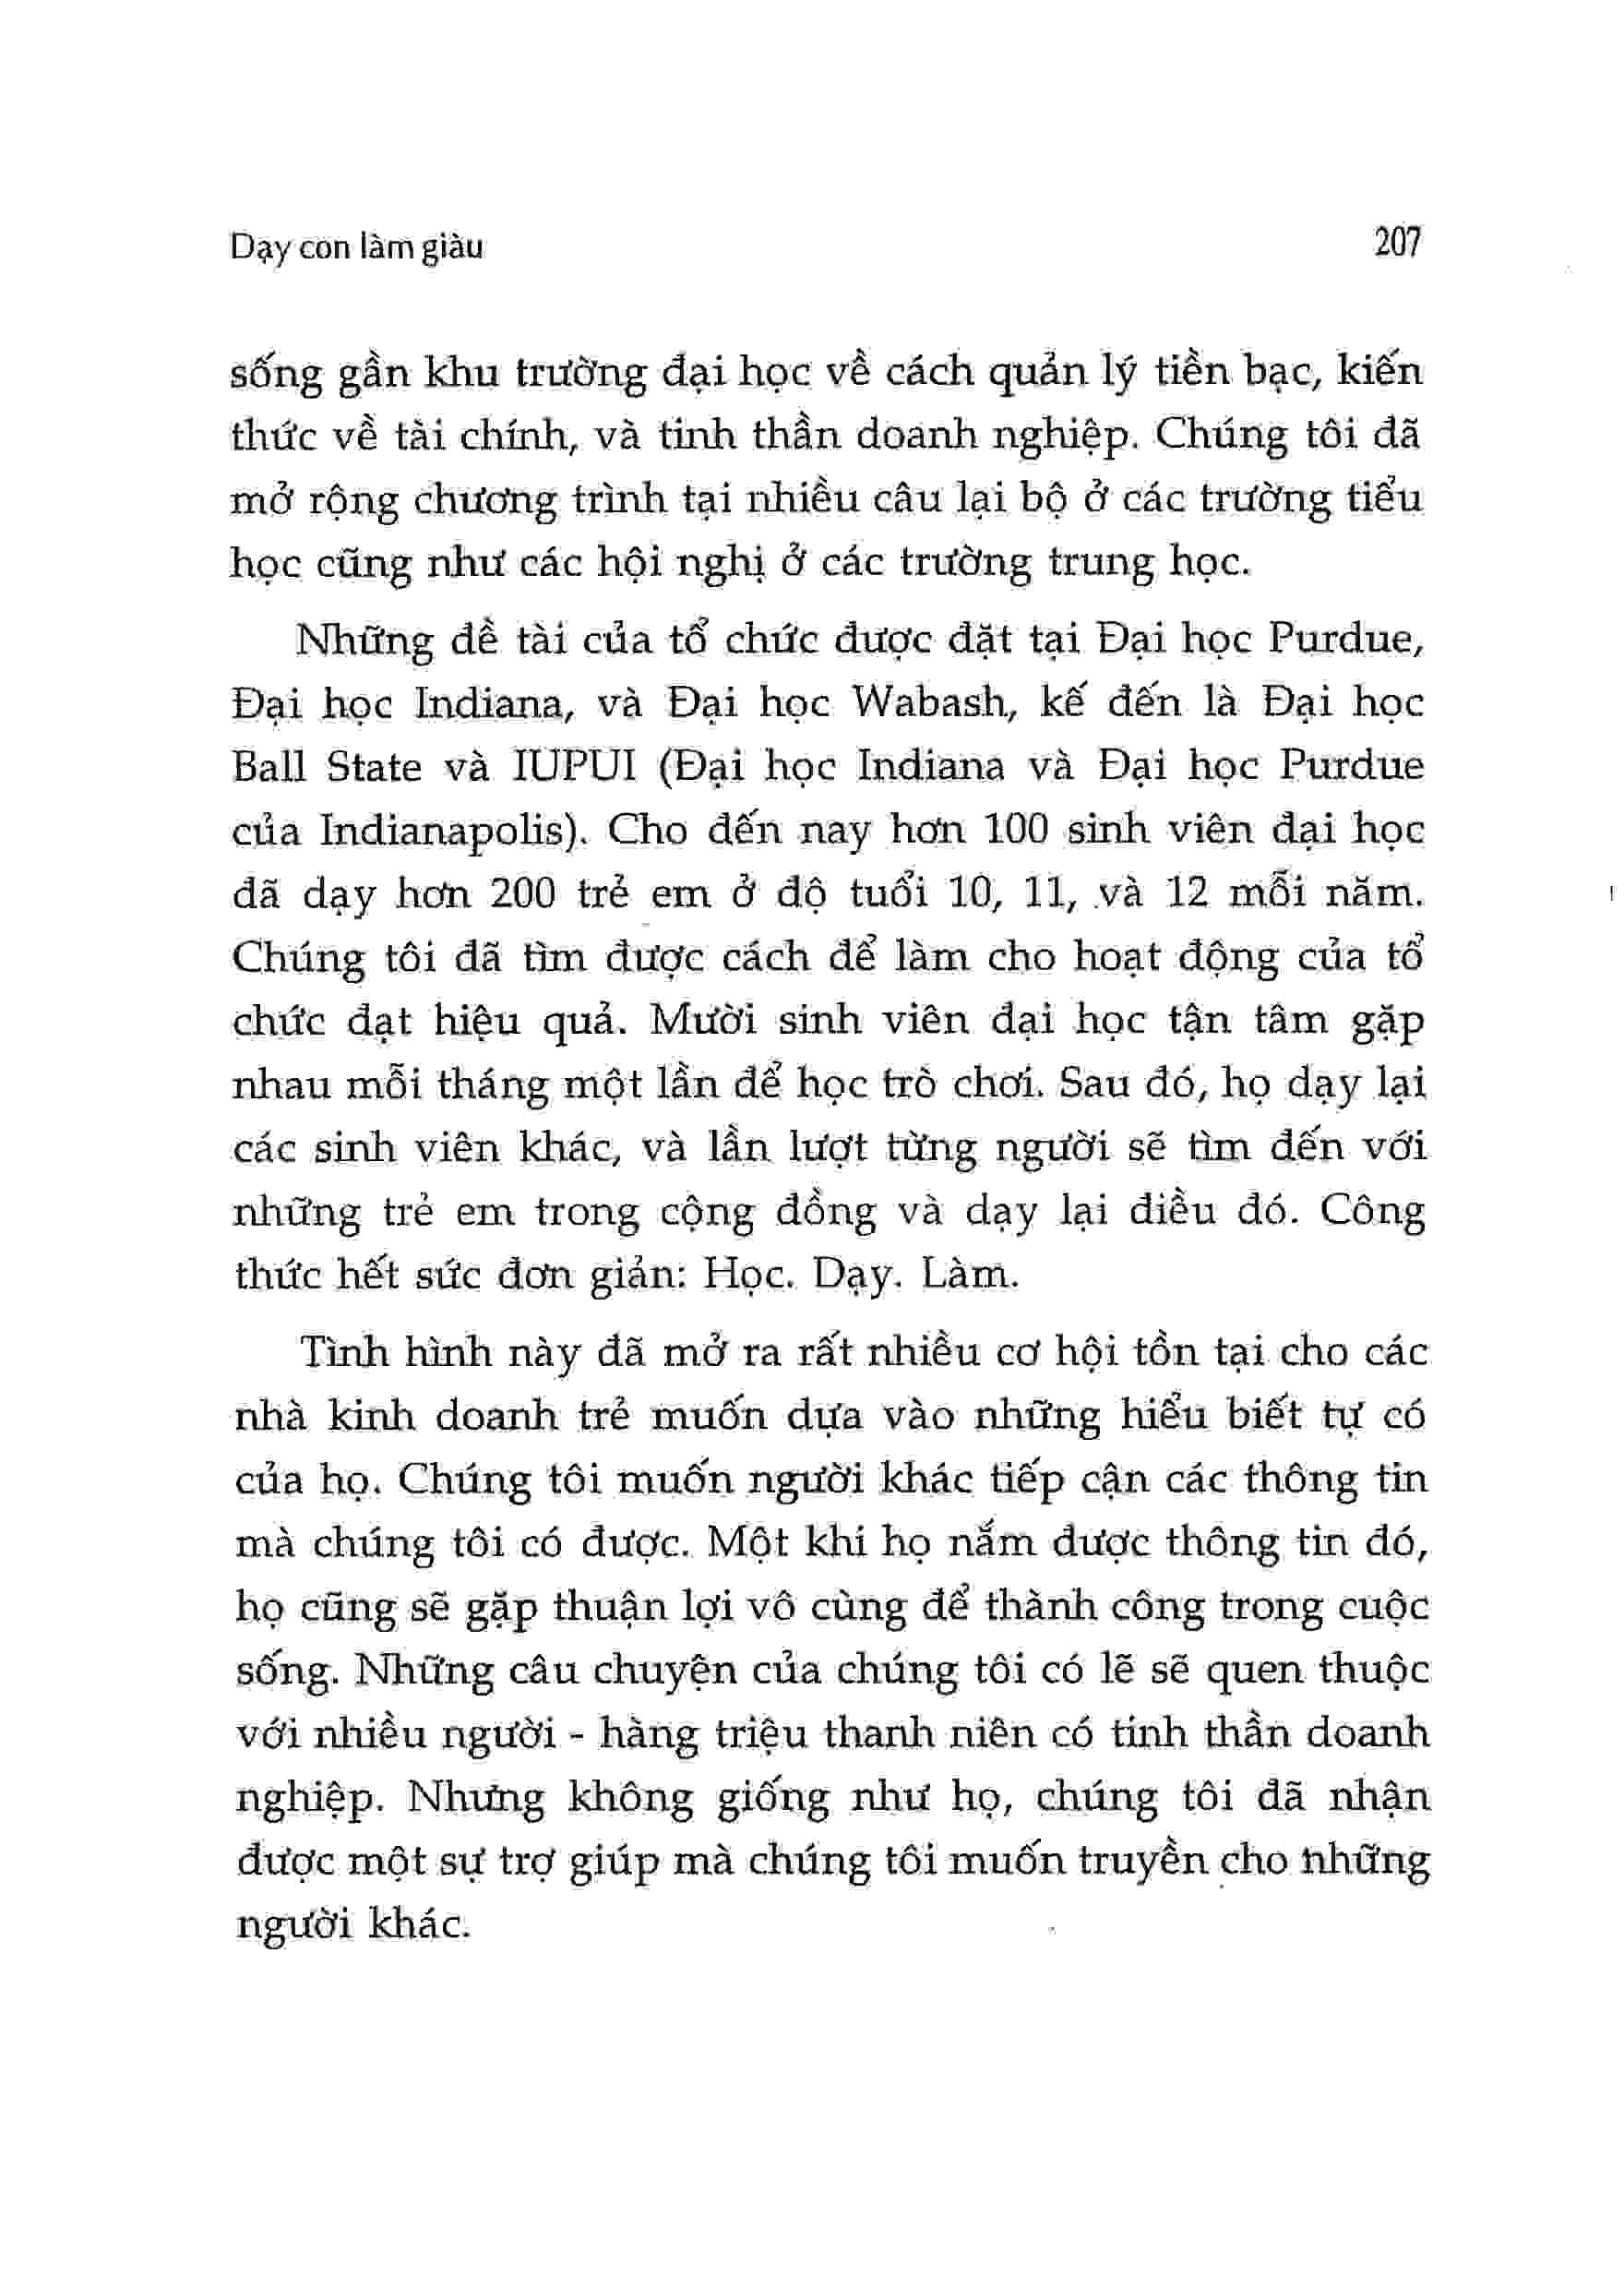 Dạy con làm giàu 207
sống gần khu trường đại học về cách quản lý tiền bạc, kiến
thức về tài chính, và tinh thần doanh nghiệp. Chúng tôi đã
mở rộng chương trình tại nhiều câu lại bộ ở các trường tiểu
học cũng như các hội nghị ở các trường trung học.
Những đề tài của tổ chức được đặt tại Đại học Purdue,
Đại học Indiana, và Đại học Wabash, kế đến là Đại học
Ball State và IUPUI (Đại học Indiana và Đại học Purdue
của Indianapolis). Cho đến nay hơn 100 sinh viên đại học
đã dạy hơn 200 trẻ em ở độ tuổi 10, 11, và 12 mỗi năm.
Chúng tôi đã tìm được cách để làm cho hoạt động của tổ
chức đạt hiệu quả. Mười sinh viên đại học tận tâm gặp
nhau mỗi tháng một lần để học trò chơi. Sau đó, họ dạy lại
các sinh viên khác, và lần lượt từng người sẽ tìm đến với
những trẻ em trong cộng đồng và dạy lại điều đó. Công
thức hết sức đơn giản: Học. Dạy. Làm.
Tình hình này đã mở ra rất nhiều cơ hội tồn tại cho các
nhà kinh doanh trẻ muốn dựa vào những hiểu biết tự có
của họ. Chúng tôi muốn người khác tiếp cận các thông tin
mà chúng tôi có được. Một khi họ nắm được thông tin đó,
họ cũng sẽ gặp thuận lợi vô cùng để thành công trong cuộc
sống. Những câu chuyện của chúng tôi có lẽ sẽ quen thuộc
với nhiều người - hàng triệu thanh niên có tinh thần doanh
nghiệp. Nhưng không giống như họ, chúng tôi đã nhận
được một sự trợ giúp mà chúng tôi muốn truyền cho những
người khác.